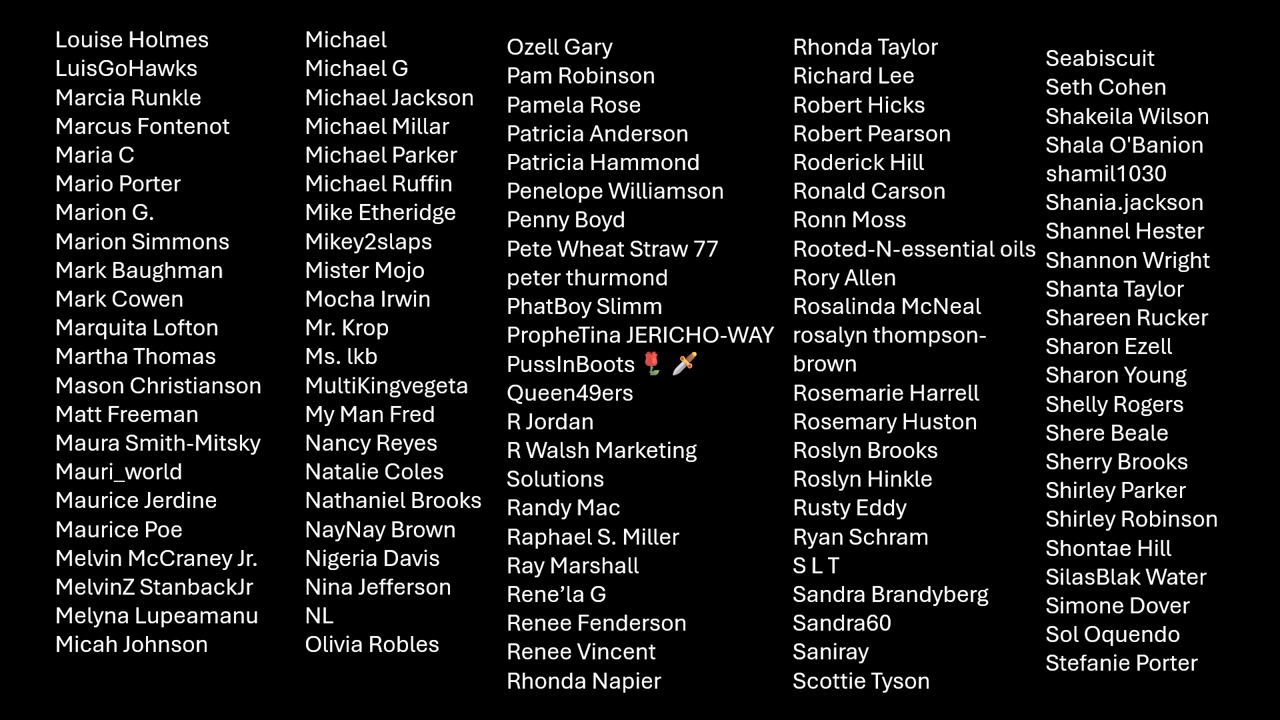 Louise Holmes
LuisGoHawks
Marcia Runkle
Marcus Fontenot
Maria C
Mario Porter
Marion G.
Marion Simmons
Mark Baughman
Mark Cowen
Marquita Lofton
Martha Thomas
Mason Christianson
Matt Freeman
Maura Smith-Mitsky
Mauri_world
Maurice Jerdine
Maurice Poe
Melvin McCraney Jr.
MelvinZ StanbackJr
Melyna Lupeamanu
Micah Johnson
Michael
Michael G
Michael Jackson
Michael Millar
Michael Parker
Michael Ruffin
Mike Etheridge
Mikey2slaps
Mister Mojo
Mocha Irwin
Mr. Krop
Ms. lkb
MultiKingvegeta
My Man Fred
Nancy Reyes
Natalie Coles
Nathaniel Brooks
NayNay Brown
Nigeria Davis
Nina Jefferson
NL
Olivia Robles
Ozell Gary
Pam Robinson
Pamela Rose
Patricia Anderson
Patricia Hammond
Penelope Williamson
Penny Boyd
Pete Wheat Straw 77
peter thurmond
PhatBoy Slimm
PropheTina JERICHO-WAY
PussInBoots 🌹 🗡️
Queen49ers
R Jordan
R Walsh Marketing
Solutions
Randy Mac
Raphael S. Miller
Ray Marshall
Rene’la G
Renee Fenderson
Renee Vincent
Rhonda Napier
Rhonda Taylor
Richard Lee
Robert Hicks
Robert Pearson
Roderick Hill
Ronald Carson
Ronn Moss
Rooted-N-essential oils
Rory Allen
Rosalinda McNeal
rosalyn thompson-
brown
Rosemarie Harrell
Rosemary Huston
Roslyn Brooks
Roslyn Hinkle
Rusty Eddy
Ryan Schram
S L T
Sandra Brandyberg
Sandra60
Saniray
Scottie Tyson
Seabiscuit
Seth Cohen
Shakeila Wilson
Shala O'Banion
shamil1030
Shania.jackson
Shannel Hester
Shannon Wright
Shanta Taylor
Shareen Rucker
Sharon Ezell
Sharon Young
Shelly Rogers
Shere Beale
Sherry Brooks
Shirley Parker
Shirley Robinson
Shontae Hill
SilasBlak Water
Simone Dover
Sol Oquendo
Stefanie Porter